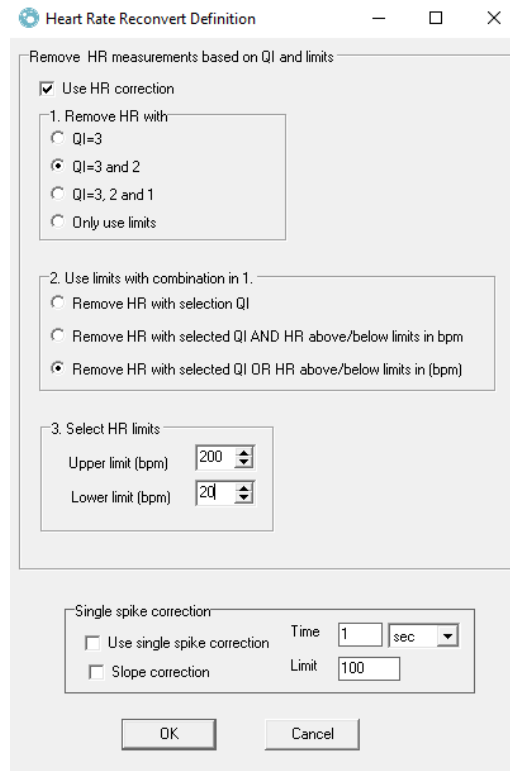 Heart Rate Reconvert Definition
Remove HR measurements based on QI and limits
Use HR correction
1. Remove HR with
QI=3
QI=3 and 2
QI=3, 2 and 1
Only use limits
2. Use limits with combination in 1.
Remove HR with selection QI
Remove HR with selected QI AND HR above/below limits in bpm
Remove HR with selected QI OR HR above/below limits in (bpm)
3. Select HR limits
Upper limit (bpm) 200
Lower limit (bpm) 20
Single spike correction
Use single spike correction Time 1 sec
Slope correction Limit 100
OK Cancel